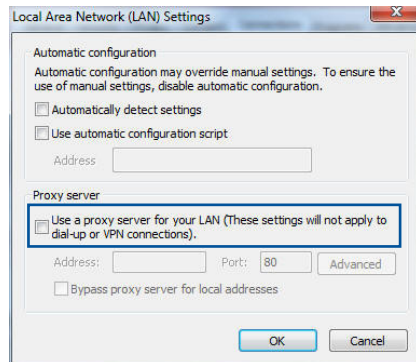 Local Area Network (LAN) Settings
Automatic configuration
Automatic configuration may override manual settings. To ensure the
use of manual settings, disable automatic configuration.
Automatically detect settings
Use automatic configuration script
Address
Proxy server
Use a proxy server for your LAN (These settings will not apply to
dial-up or VPN connections).
Address: Port: 80 Advanced
Bypass proxy server for local addresses
OK Cancel